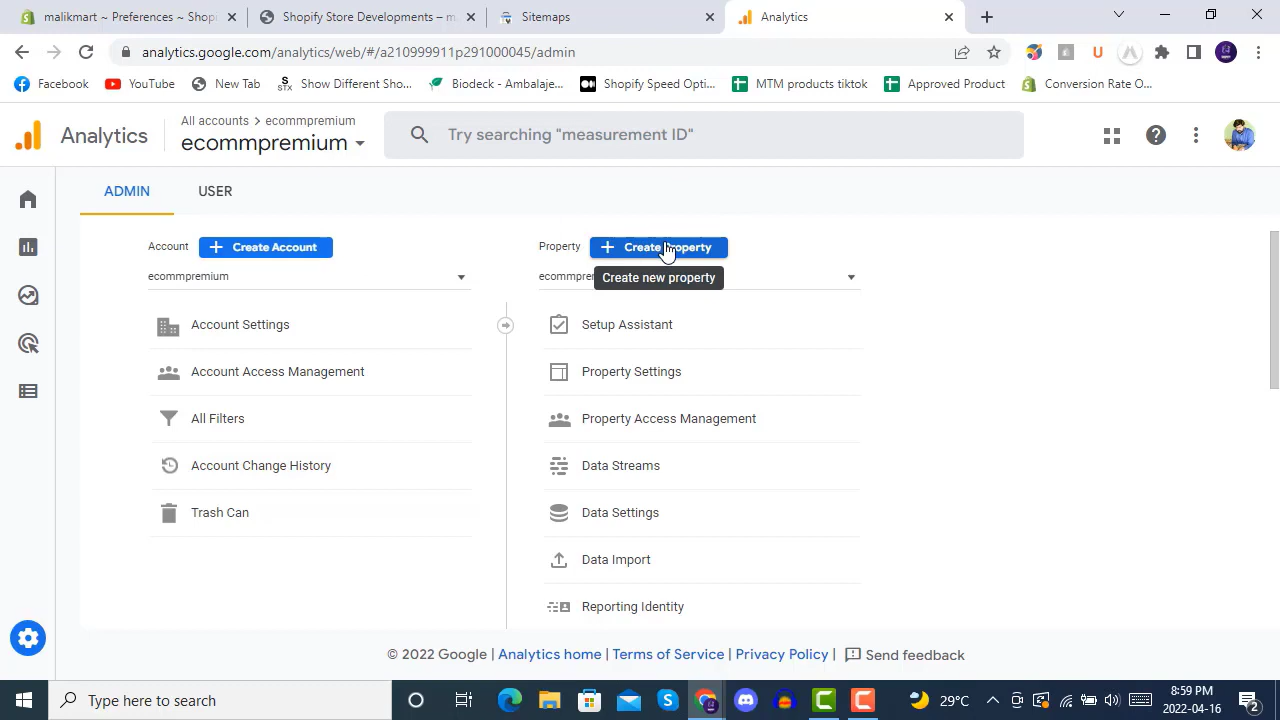 malikmart ~ Preferences ~ Shopi
Shopify Store Developments – m
Sitemaps
Analytics
analytics.google.com/analytics/web/#/a210999911p291000045/admin
Facebook
YouTube
New Tab
STX
Show Different Sho...
Biodeck - Ambalaje...
Shopify Speed Opti...
MTM products tiktok
Approved Product
Conversion Rate O...
Analytics
All accounts > ecommpremium
ecommpremium
Try searching "measurement ID"
ADMIN
USER
Account
+ Create Account
Property
+ Create Property
ecommpremium
ecommprem
Create new property
Account Settings
Setup Assistant
Account Access Management
Property Settings
All Filters
Property Access Management
Account Change History
Data Streams
Trash Can
Data Settings
Data Import
Reporting Identity
© 2022 Google | Analytics home | Terms of Service | Privacy Policy | Send feedback
Type here to search
29°C
8:59 PM
2022-04-16
2